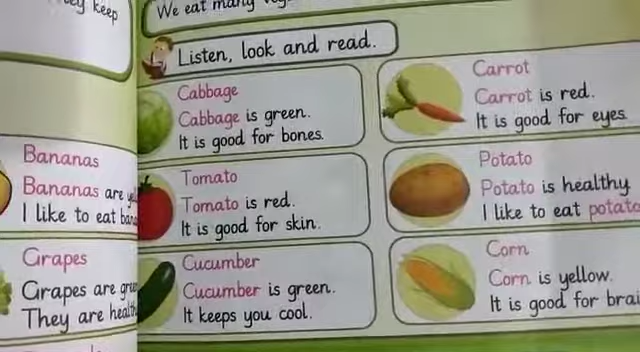 ey keep
Bananas
Bananas are
I like to eat
Grapes
Grapes are
They are
We eat many
Listen, look and read.
Cabbage
Cabbage is green.
It is good for bones.
Tomato
Tomato is red.
It is good for skin.
Cucumber
Cucumber is green.
It keeps you cool.
Carrot
Carrot is red.
It is good for eyes.
Potato
Potato is healthy
I like to eat potato
Corn
Corn is yellow.
It is good for